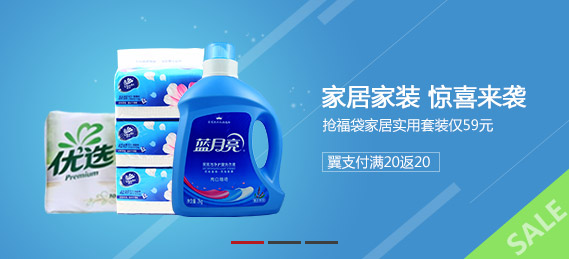 家居家装 惊喜来袭
抢福袋家居实用套装仅59元
翼支付满20返20
优选
Premium
蓝月亮
SALE